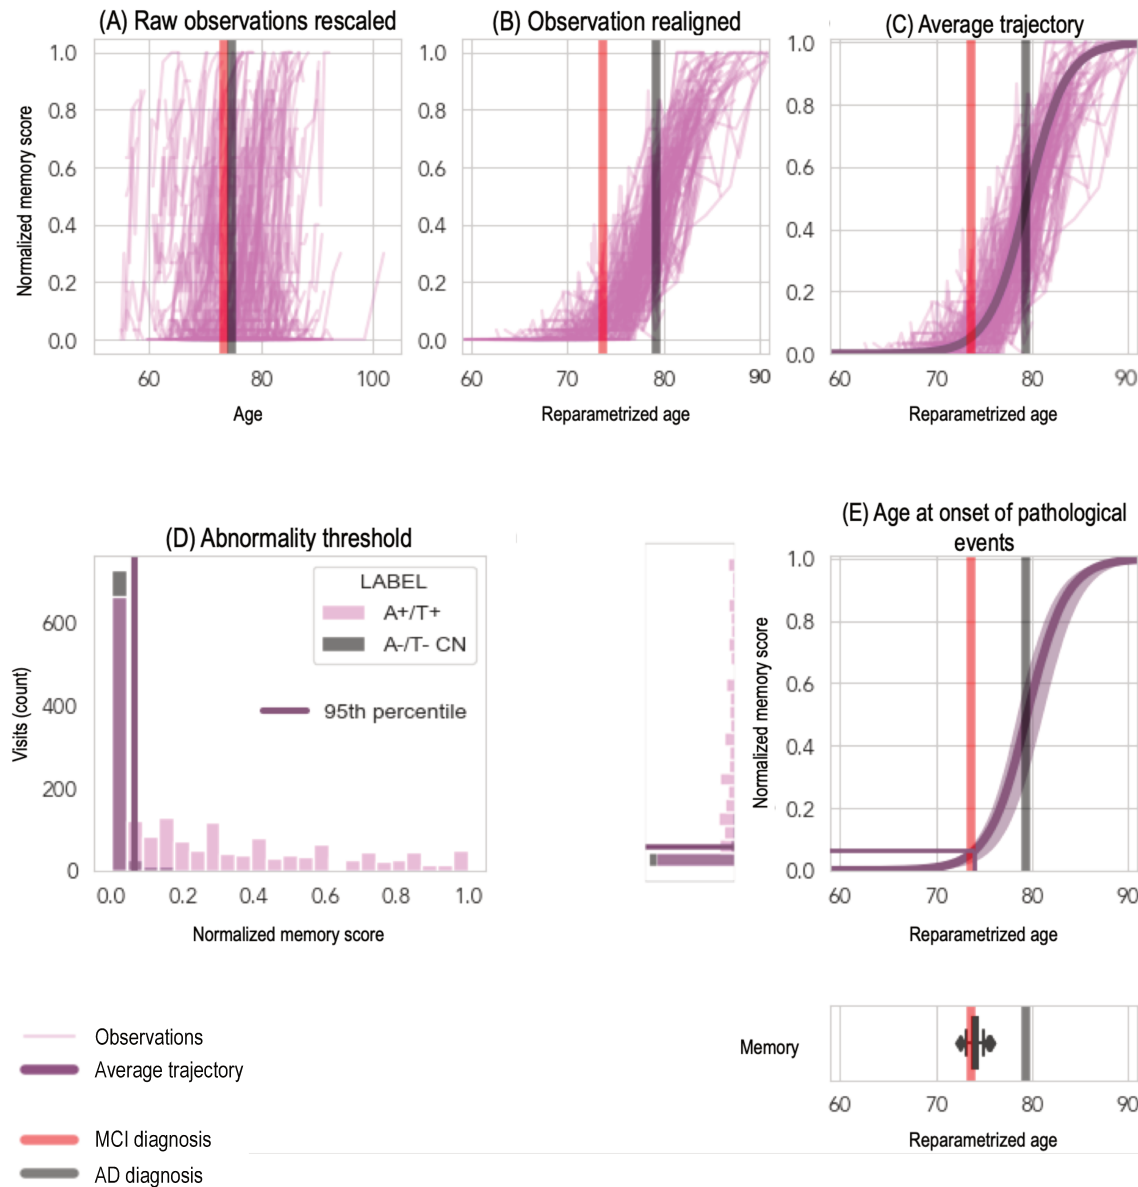 (A) Raw observations rescaled
(B) Observation realigned
(C) Average trajectory
Normalized memory score
1.0
0.8
0.6
0.4
0.2
0.0
60
80
100
Age
1.0
0.8
0.6
0.4
0.2
0.0
60
70
80
90
Reparametrized age
1.0
0.8
0.6
0.4
0.2
0.0
60
70
80
90
Reparametrized age
(D) Abnormality threshold
Visits (count)
600
400
200
0
LABEL
A+/T+
A-/T- CN
95th percentile
0.0
0.2
0.4
0.6
0.8
1.0
Normalized memory score
(E) Age at onset of pathological
events
Normalized memory score
1.0
0.8
0.6
0.4
0.2
0.0
60
70
80
90
Reparametrized age
Memory
60
70
80
90
Reparametrized age
Observations
Average trajectory
MCI diagnosis
AD diagnosis